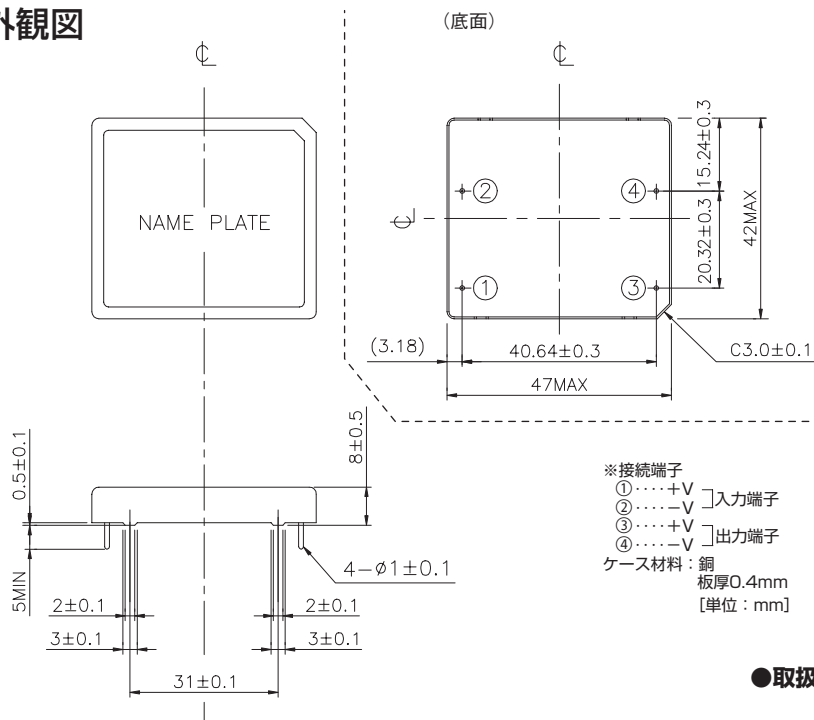 外観図
（底面）
NAME PLATE
②
④
①
③
15.24±0.3
20.32±0.3
42MAX
(3.18)
40.64±0.3
47MAX
C3.0±0.1
0.5±0.1
8±0.5
5MIN
4−ø1±0.1
2±0.1
2±0.1
3±0.1
3±0.1
31±0.1
※接続端子
①‥‥+V
②‥‥−V
入力端子
③‥‥+V
④‥‥−V
出力端子
ケース材料：銅
板厚0.4mm
［単位：mm］
●取扱